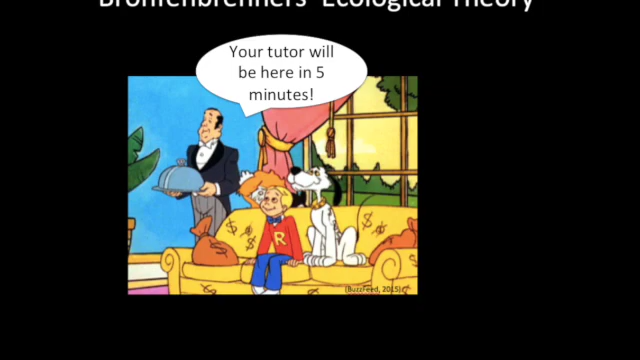 Bronfenbrenners' Ecological Theory
Your tutor will
be here in 5
minutes!
R
$ $
$ $
$
(BuzzFeed, 2015)